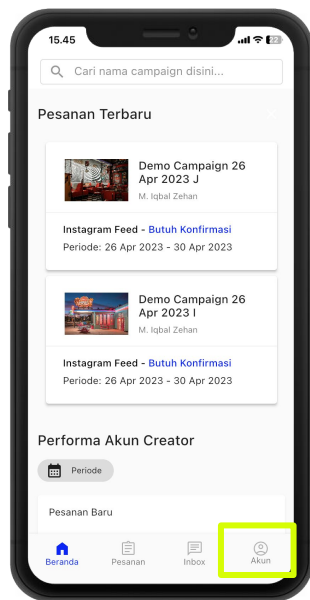 15.45
22
Cari nama campaign disini...
Pesanan Terbaru
Demo Campaign 26
Apr 2023 J
M. Iqbal Zehan
Instagram Feed - Butuh Konfirmasi
Periode: 26 Apr 2023 - 30 Apr 2023
Demo Campaign 26
Apr 2023 I
M. Iqbal Zehan
Instagram Feed - Butuh Konfirmasi
Periode: 26 Apr 2023 - 30 Apr 2023
Performa Akun Creator
Periode
Pesanan Baru
Beranda Pesanan Inbox Akun